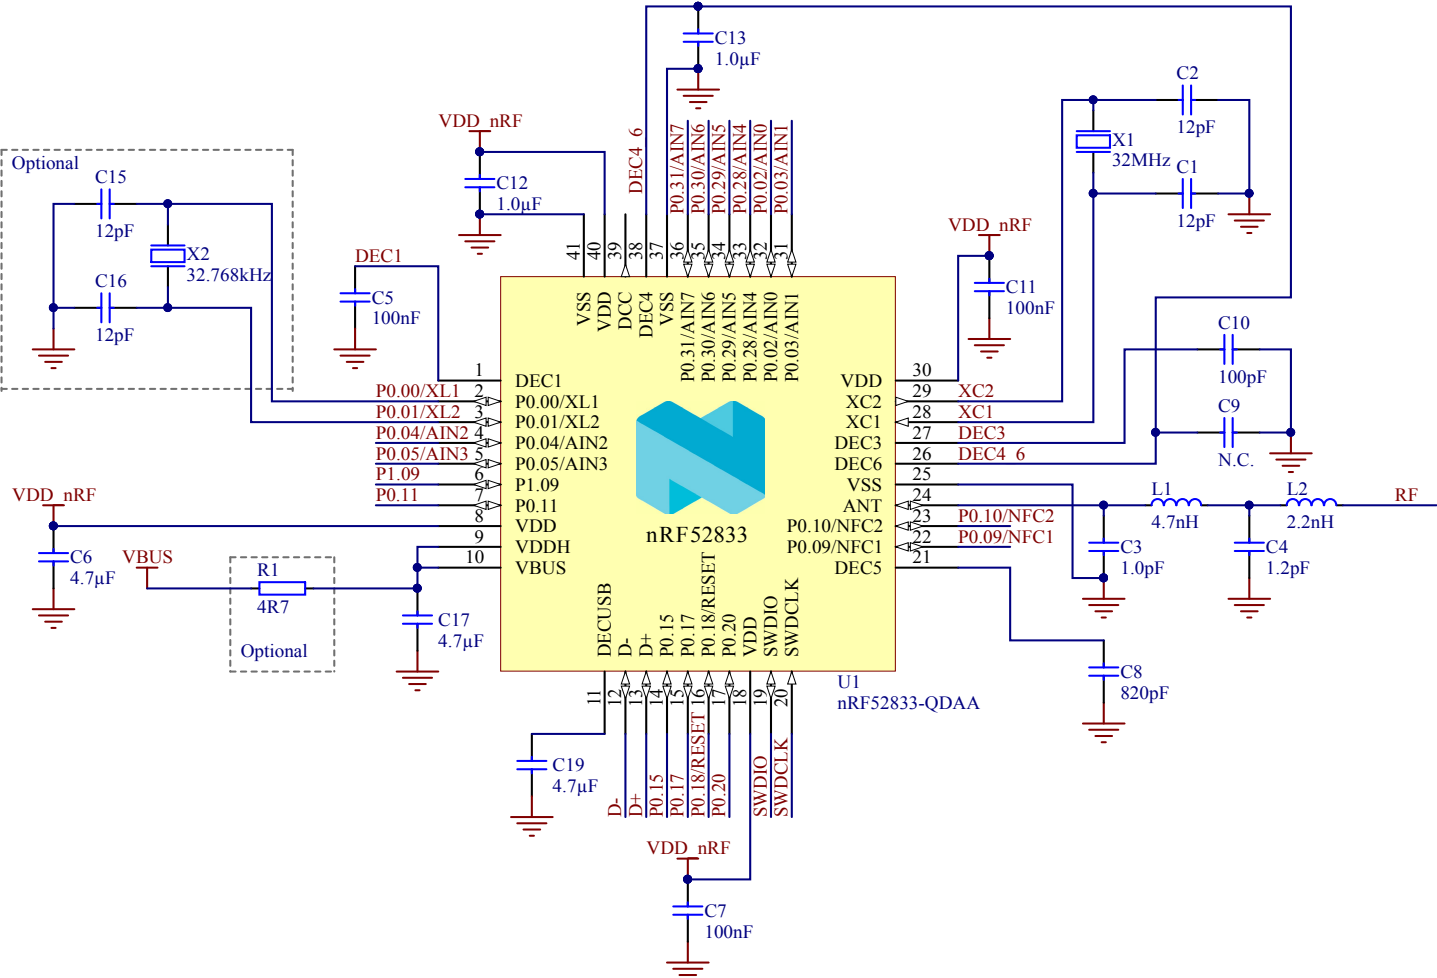 C13
1.0µF
C2
12pF
X1
32MHz
C1
12pF
VDD_nRF
C12
1.0µF
DEC4_6
P0.31/AIN7
P0.30/AIN6
P0.29/AIN5
P0.28/AIN4
P0.02/AIN0
P0.03/AIN1
Optional
C15
12pF
X2
32.768kHz
C16
12pF
DEC1
C5
100nF
VDD_nRF
C11
100nF
C10
100pF
C9
N.C.
41
40
39
38
37
36
35
34
33
32
31
VSS
VDD
DCC
DEC4
VSS
P0.31/AIN7
P0.30/AIN6
P0.29/AIN5
P0.28/AIN4
P0.02/AIN0
P0.03/AIN1
1 DEC1
P0.00/XL1 2 P0.00/XL1
P0.01/XL2 3 P0.01/XL2
P0.04/AIN2 4 P0.04/AIN2
P0.05/AIN3 5 P0.05/AIN3
P1.09 6 P1.09
P0.11 7 P0.11
8 VDD
9 VDDH
10 VBUS
nRF52833
VDD 30
XC2 29 XC2
XC1 28 XC1
DEC3 27 DEC3
DEC6 26 DEC4_6
VSS 25
ANT 24
P0.10/NFC2 23 P0.10/NFC2
P0.09/NFC1 22 P0.09/NFC1
DEC5 21
L1
4.7nH
L2
2.2nH
RF
C3
1.0pF
C4
1.2pF
C8
820pF
VDD_nRF
C6
4.7µF
VBUS
R1
4R7
Optional
C17
4.7µF
DECUSB
D-
D+
P0.15
P0.17
P0.18/RESET
P0.20
VDD
SWDIO
SWDCLK
11
12
13
14
15
16
17
18
19
20
U1
nRF52833-QDAA
C19
4.7µF
D-
D+
P0.15
P0.17
P0.18/RESET
P0.20
SWDIO
SWDCLK
VDD_nRF
C7
100nF